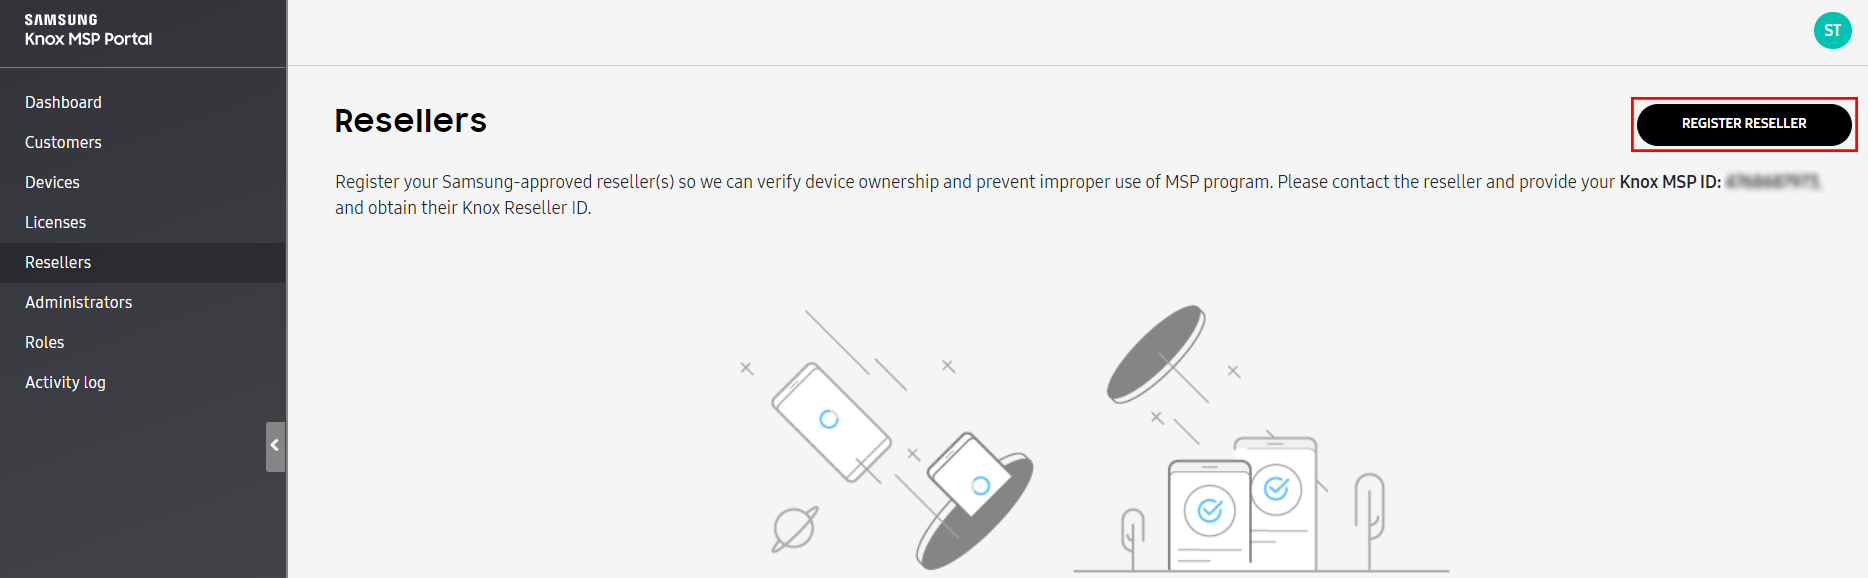 SAMSUNG
Knox MSP Portal
ST
Dashboard
Customers
Devices
Licenses
Resellers
Administrators
Roles
Activity log
Resellers
REGISTER RESELLER
Register your Samsung-approved reseller(s) so we can verify device ownership and prevent improper use of MSP program. Please contact the reseller and provide your Knox MSP ID:
and obtain their Knox Reseller ID.